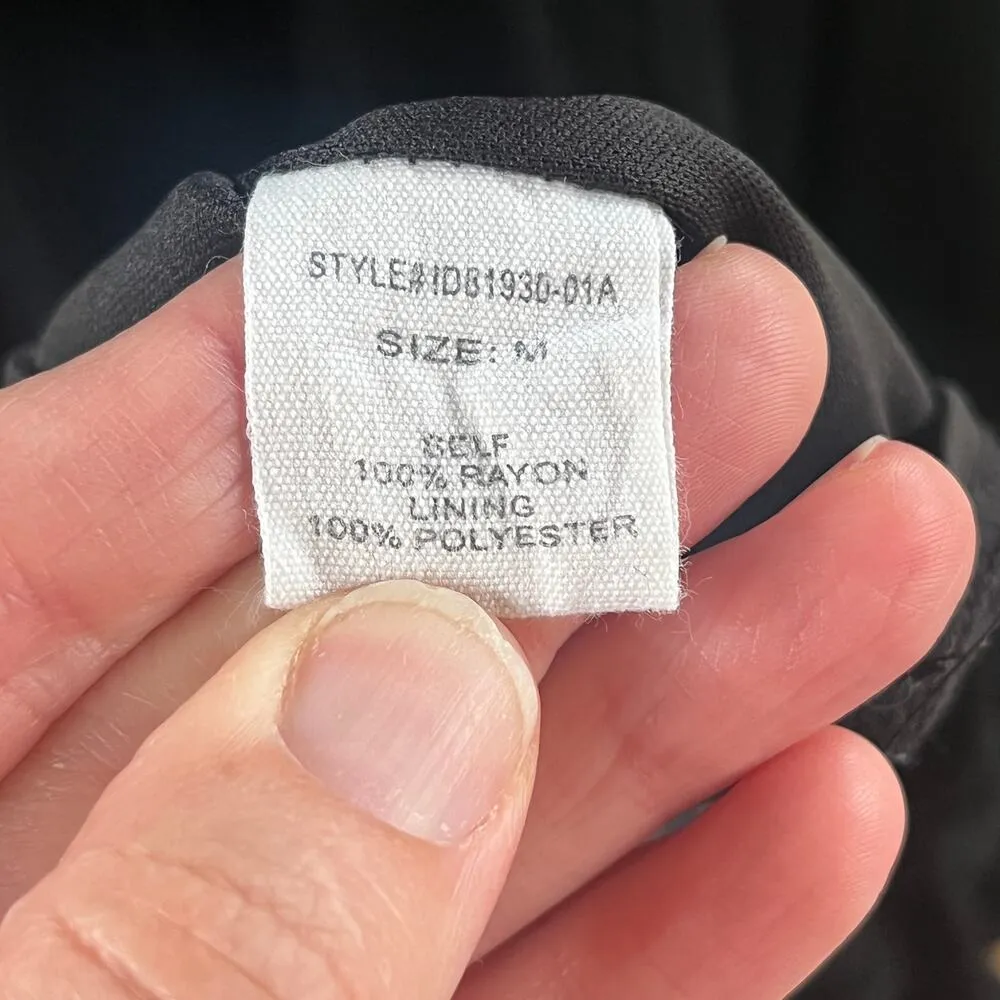 STYLE#ID81930-01A
SIZE: M
SELF
100% RAYON
LINING
100% POLYESTER